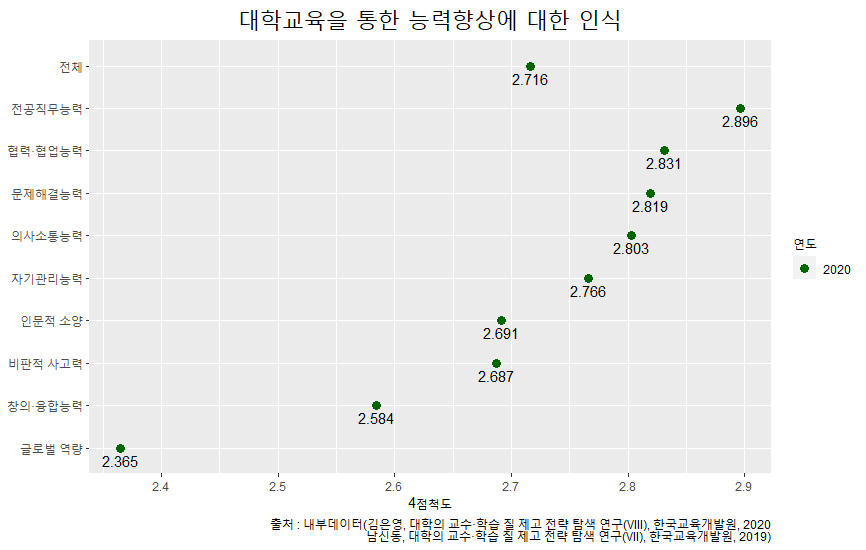 대학교육을 통한 능력향상에 대한 인식
전체
2.716
전공직무능력
2.896
협력·협업능력
2.831
문제해결능력
2.819
의사소통능력
2.803
자기관리능력
2.766
인문적 소양
2.691
비판적 사고력
2.687
창의·융합능력
2.584
글로벌 역량
2.365
2.4 2.5 2.6 2.7 2.8 2.9
4점척도
연도
2020
출처 : 내부데이터(김은영, 대학의 교수·학습 질 제고 전략 탐색 연구(VIII), 한국교육개발원, 2020
남신동, 대학의 교수·학습 질 제고 전략 탐색 연구(VII), 한국교육개발원, 2019)